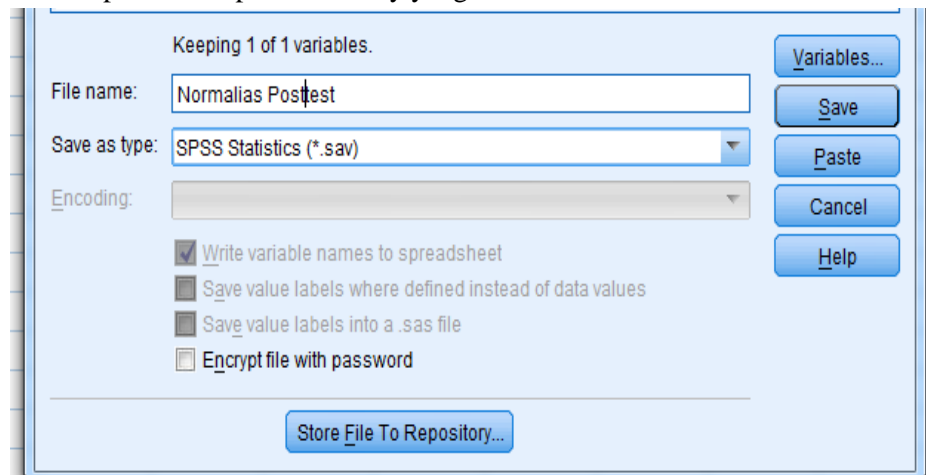 Keeping 1 of 1 variables.
Variables...
File name: Normalias Posttest
Save
Save as type: SPSS Statistics (*.sav)
Paste
Encoding:
Cancel
Write variable names to spreadsheet
Help
Save value labels where defined instead of data values
Save value labels into a .sas file
Encrypt file with password
Store File To Repository...